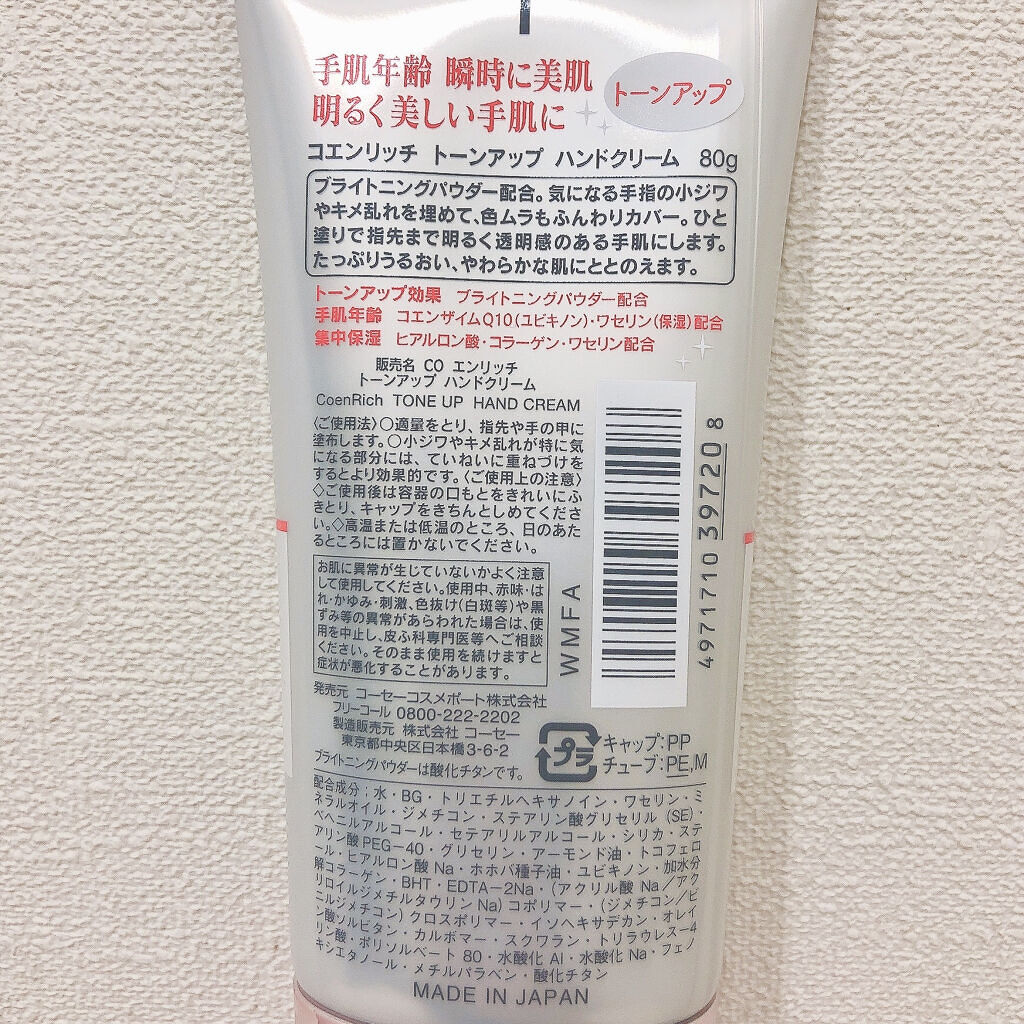 手肌年齢 瞬時に美肌
明るく美しい手肌に
トーンアップ
コエンリッチ トーンアップ ハンドクリーム 80g
ブライトニングパウダー配合。気になる手指の小ジワ
やキメ乱れを埋めて、色ムラもふんわりカバー。ひと
塗りで指先まで明るく透明感のある手肌にします。
たっぷりうるおい、やわらかな肌にととのえます。
トーンアップ効果 ブライトニングパウダー配合
手肌年齢 コエンザイムQ10(ユビキノン)・ワセリン(保湿)配合
集中保湿 ヒアルロン酸・コラーゲン・ワセリン配合
販売名 CO エンリッチ
トーンアップ ハンドクリーム
CoenRich TONE UP HAND CREAM
〈ご使用法〉○適量をとり、指先や手の甲に
塗布します。○小ジワやキメ乱れが特に気
になる部分には、ていねいに重ねづけを
するとより効果的です。〈ご使用上の注意〉
◇ご使用後は容器の口もとをきれいにふ
きとり、キャップをきちんとしめてくださ
い。◇高温または低温のところ、日のあた
るところには置かないでください。
お肌に異常が生じていないかよく注意
して使用してください。使用中、赤味・は
れ・かゆみ・刺激、色抜け(白斑等)や黒
ずみ等の異常があらわれた場合は、使
用を中止し、皮ふ科専門医等へご相談
ください。そのまま使用を続けますと
症状が悪化することがあります。
WMFA
4971710 397208
発売元 コーセーコスメポート株式会社
フリーコール 0800-222-2202
製造販売元 株式会社 コーセー
東京都中央区日本橋3-6-2
プラ
キャップ:PP
チューブ:PE,M
ブライトニングパウダーは酸化チタンです。
配合成分;水・BG・トリエチルヘキサノイン・ワセリン・ミ
ネラルオイル・ジメチコン・ステアリン酸グリセリル(SE)・
ベヘニルアルコール・セテアリルアルコール・シリカ・ステ
アリン酸PEG-40・グリセリン・アーモンド油・トコフェロ
ール・ヒアルロン酸Na・ホホバ種子油・ユビキノン・加水分
解コラーゲン・BHT・EDTA-2Na・(アクリル酸Na/アク
リロイルジメチルタウリンNa)コポリマー・(ジメチコン/ビ
ニルジメチコン)クロスポリマー・イソヘキサデカン・オレイ
ン酸ソルビタン・カルボマー・スクワラン・トリラウレス-4
リン酸・ポリソルベート80・水酸化Al・水酸化Na・フェノ
キシエタノール・メチルパラベン・酸化チタン
MADE IN JAPAN